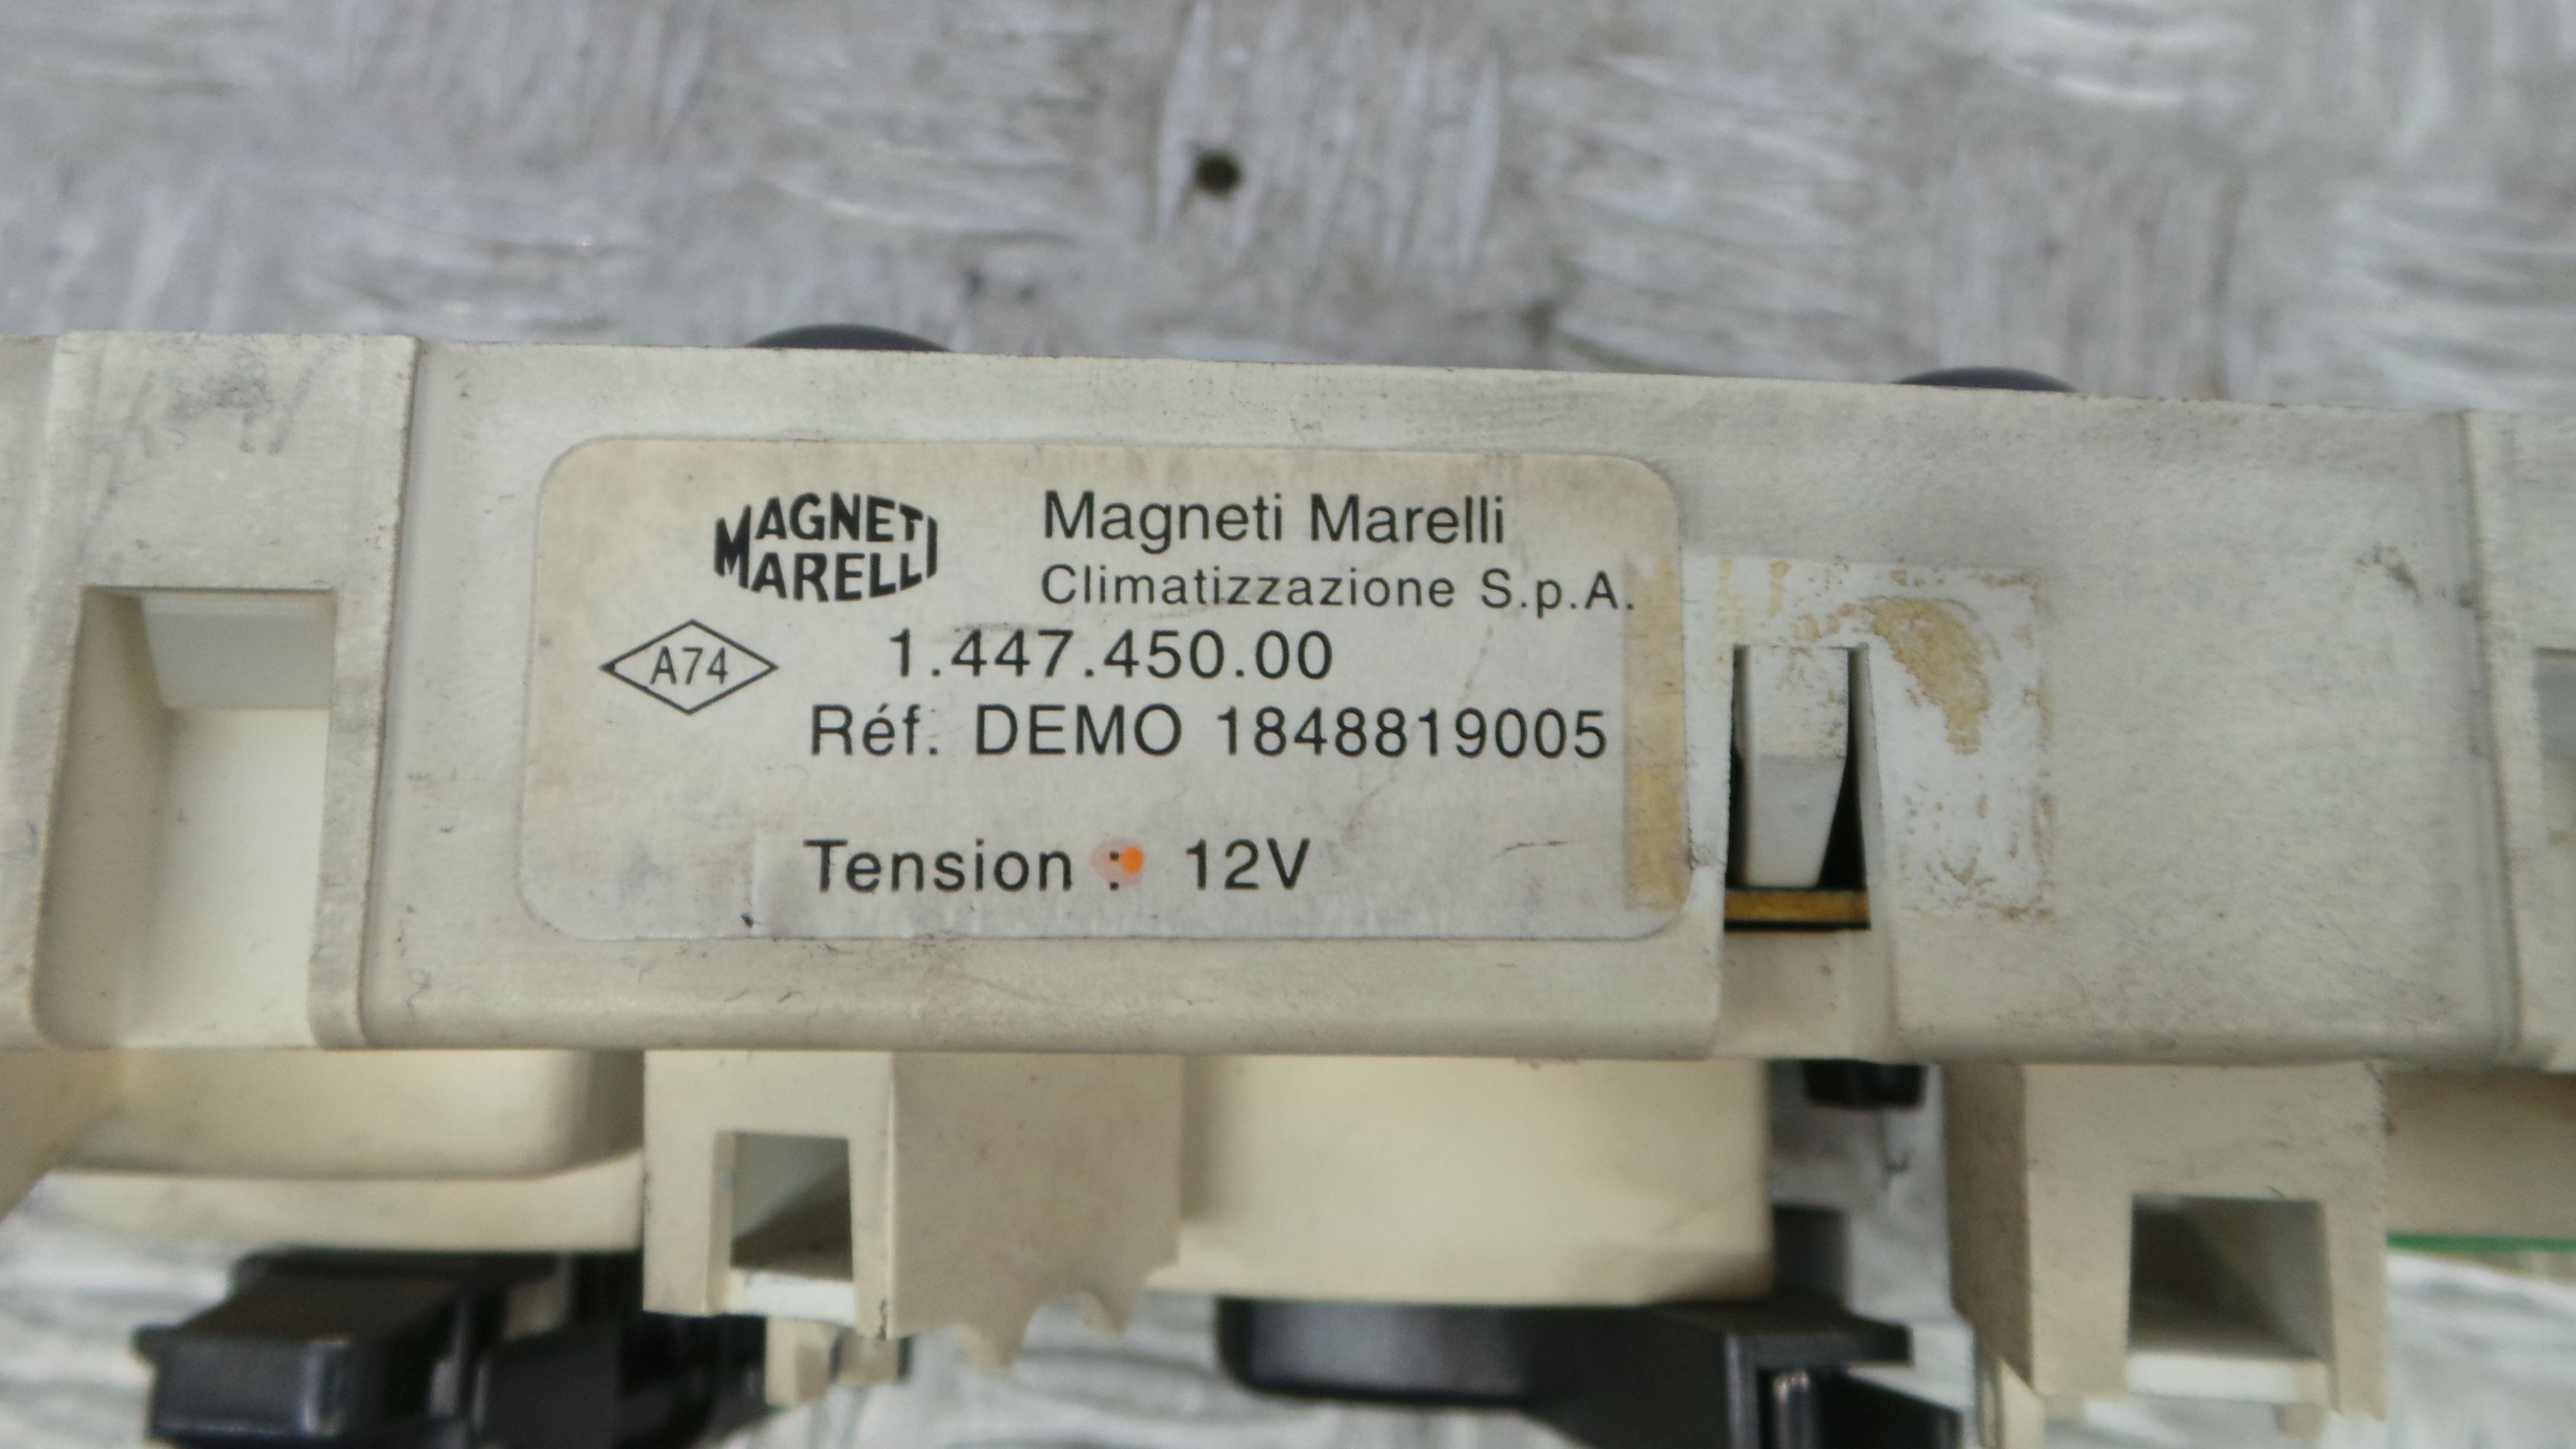 MAGNETI
MARELLI
Magneti Marelli
Climatizzazione S.p.A.
A74
1.447.450.00
Réf. DEMO 1848819005
Tension : 12V